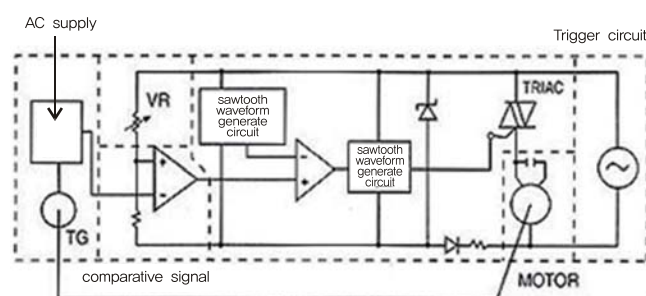 AC supply
Trigger circuit
VR
sawtooth
waveform
generate
circuit
TRIAC
sawtooth
waveform
generate
circuit
TG
comparative signal
MOTOR